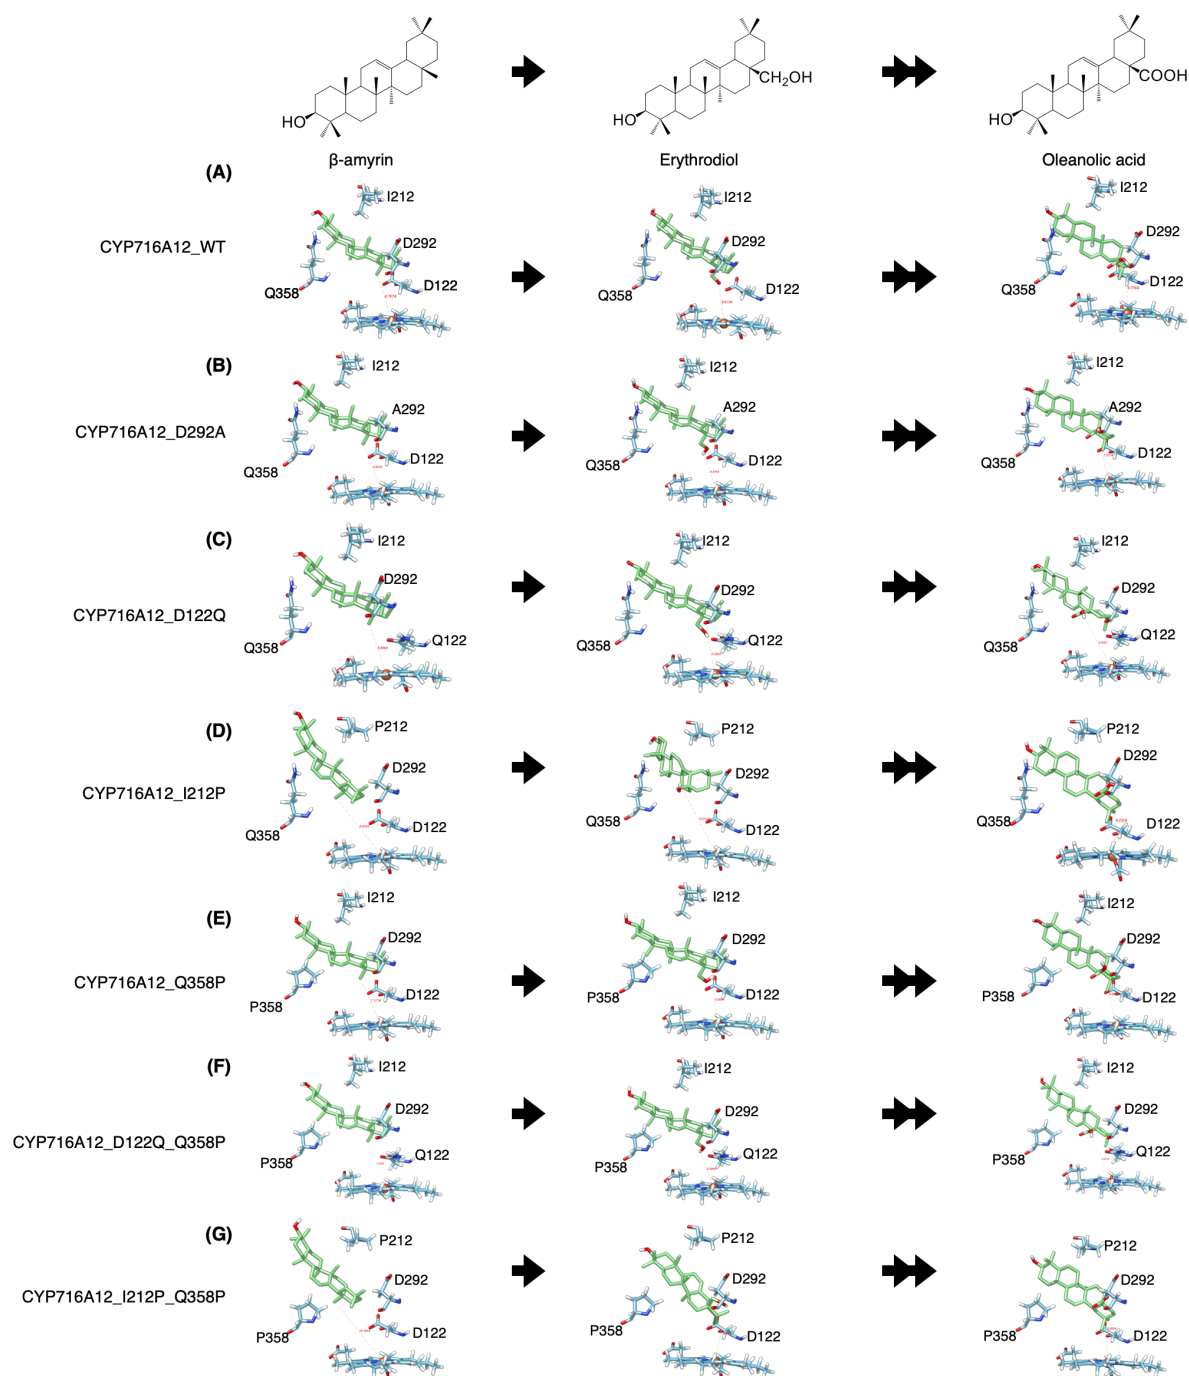 HO
HO
CH₂OH
HO
COOH
β-amyrin
Erythrodiol
Oleanolic acid
(A)
CYP716A12_WT
I212
D292
Q358
D122
I212
D292
Q358
D122
I212
D292
Q358
D122
(B)
CYP716A12_D292A
I212
A292
Q358
D122
I212
A292
Q358
D122
I212
A292
Q358
D122
(C)
CYP716A12_D122Q
I212
D292
Q358
Q122
I212
D292
Q358
Q122
I212
D292
Q358
Q122
(D)
CYP716A12_I212P
P212
D292
Q358
D122
P212
D292
Q358
D122
P212
D292
Q358
D122
(E)
CYP716A12_Q358P
I212
D292
P358
D122
I212
D292
P358
D122
I212
D292
P358
D122
(F)
CYP716A12_D122Q_Q358P
I212
D292
P358
Q122
I212
D292
P358
Q122
I212
D292
P358
Q122
(G)
CYP716A12_I212P_Q358P
P212
D292
P358
D122
P212
D292
P358
D122
P212
D292
P358
D122